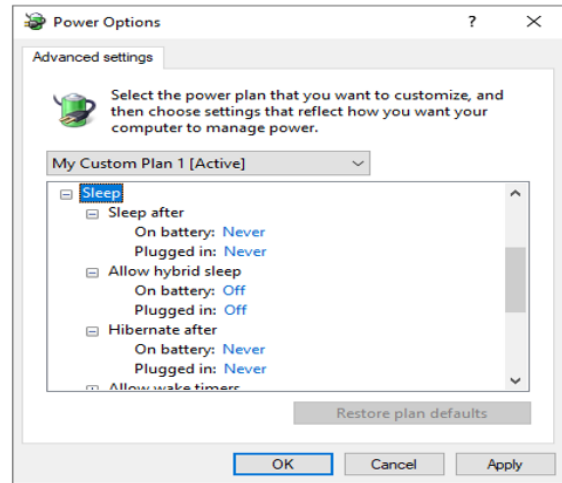 Power Options
Advanced settings
Select the power plan that you want to customize, and
then choose settings that reflect how you want your
computer to manage power.
My Custom Plan 1 [Active]
Sleep
Sleep after
On battery: Never
Plugged in: Never
Allow hybrid sleep
On battery: Off
Plugged in: Off
Hibernate after
On battery: Never
Plugged in: Never
Allow wake timers
Restore plan defaults
OK Cancel Apply